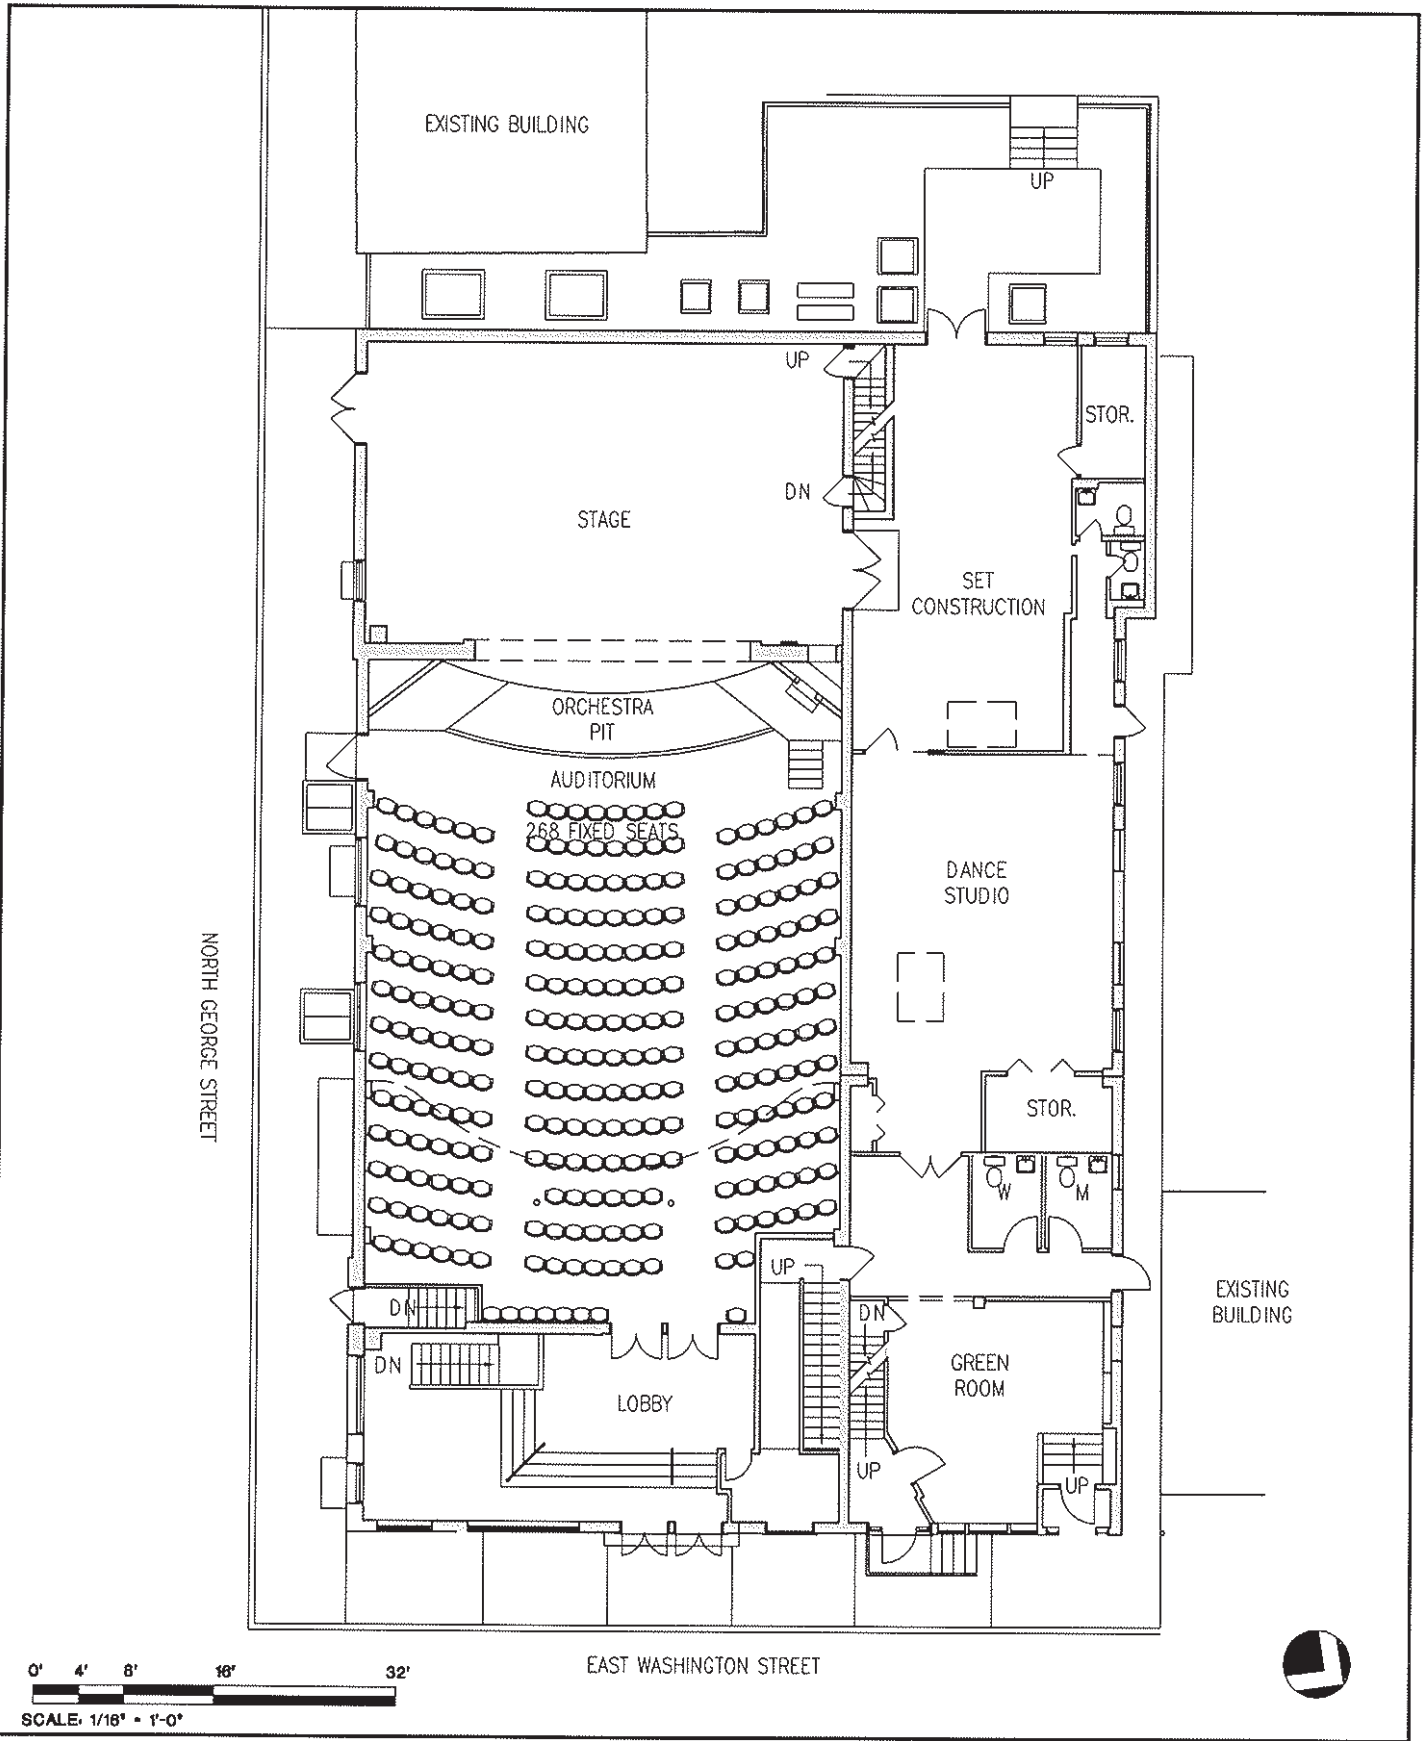 EXISTING BUILDING
UP
UP
STOR.
DN
STAGE
SET
CONSTRUCTION
ORCHESTRA
PIT
AUDITORIUM
268 FIXED SEATS
DANCE
STUDIO
NORTH GEORGE STREET
STOR.
W
M
UP
EXISTING
BUILDING
DN
DN
DN
GREEN
ROOM
LOBBY
UP
UP
EAST WASHINGTON STREET
0' 4' 8' 16' 32'
SCALE: 1/16" = 1'-0"